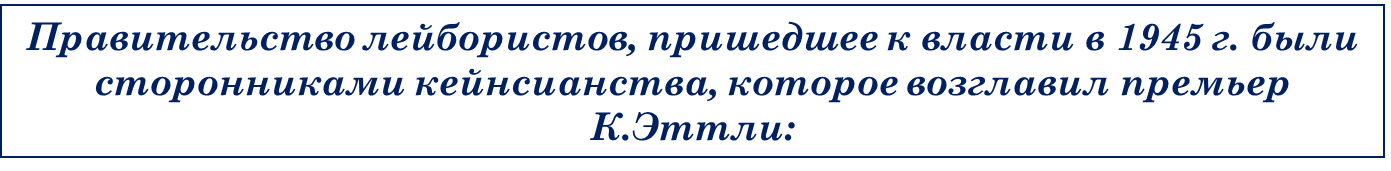 Правительство лейбористов, пришедшее к власти в 1945 г. были
сторонниками кейнсианства, которое возглавил премьер
К.Эттли: